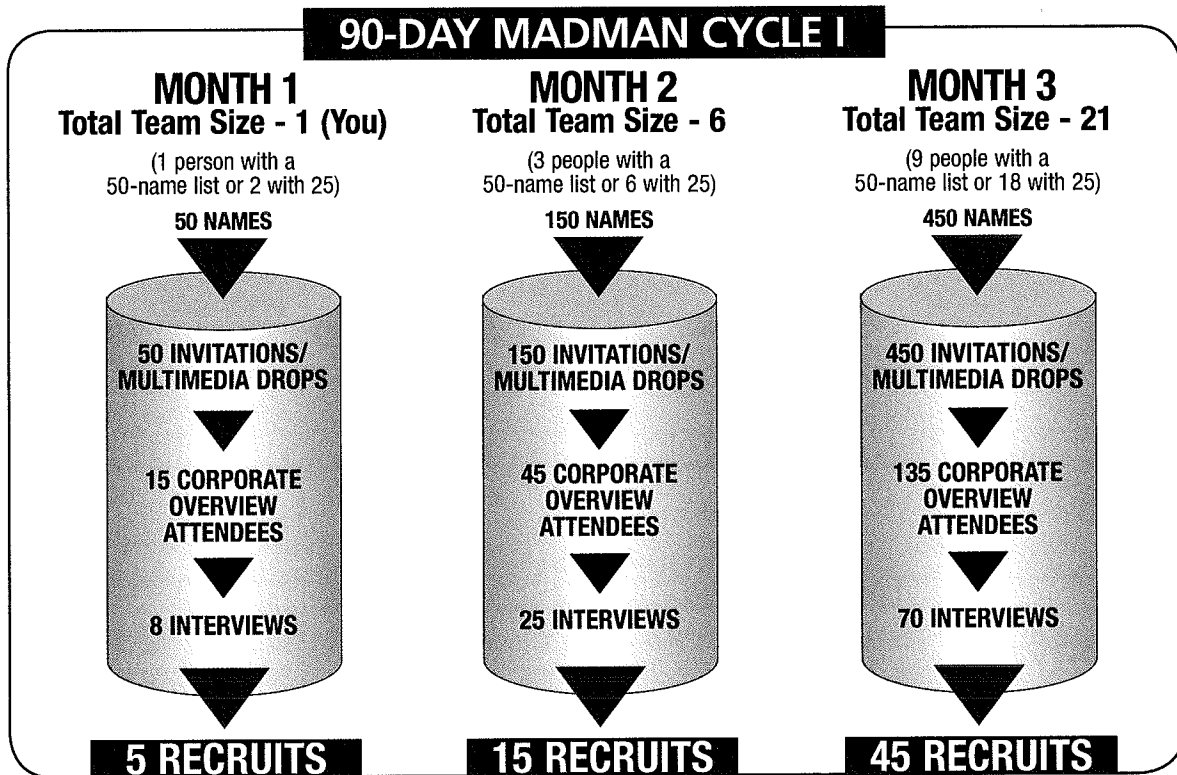 90-DAY MADMAN CYCLE I
MONTH 1
Total Team Size - 1 (You)
(1 person with a
50-name list or 2 with 25)
50 NAMES
50 INVITATIONS/
MULTIMEDIA DROPS
15 CORPORATE
OVERVIEW
ATTENDEES
8 INTERVIEWS
5 RECRUITS
MONTH 2
Total Team Size - 6
(3 people with a
50-name list or 6 with 25)
150 NAMES
150 INVITATIONS/
MULTIMEDIA DROPS
45 CORPORATE
OVERVIEW
ATTENDEES
25 INTERVIEWS
15 RECRUITS
MONTH 3
Total Team Size - 21
(9 people with a
50-name list or 18 with 25)
450 NAMES
450 INVITATIONS/
MULTIMEDIA DROPS
135 CORPORATE
OVERVIEW
ATTENDEES
70 INTERVIEWS
45 RECRUITS